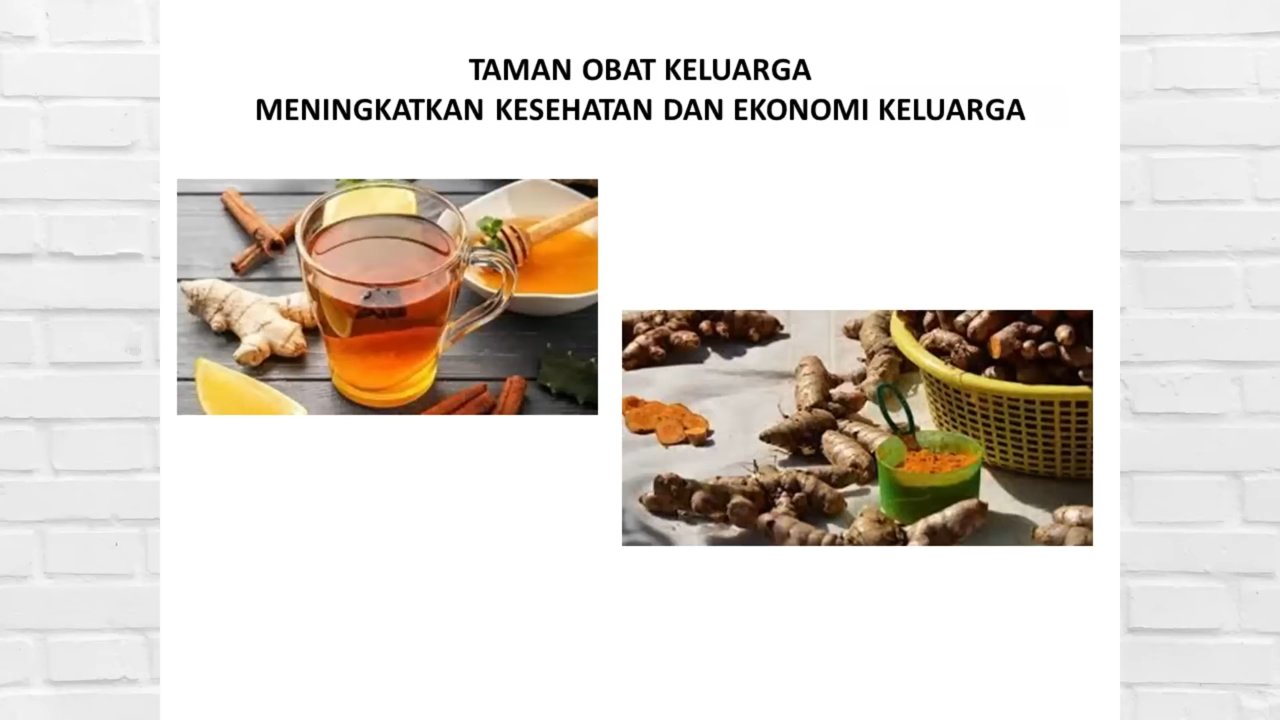 TAMAN OBAT KELUARGA
MENINGKATKAN KESEHATAN DAN EKONOMI KELUARGA